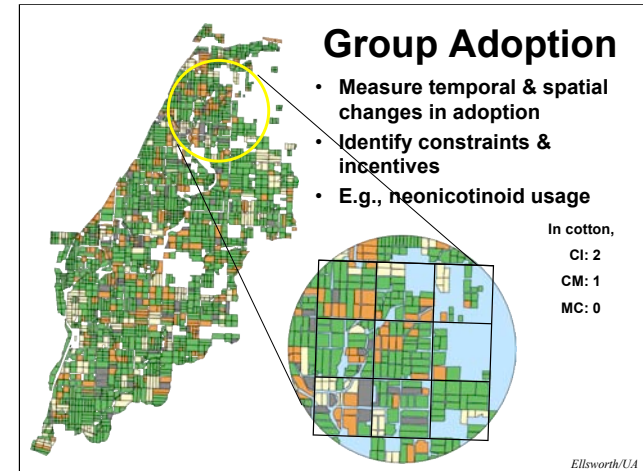 Group Adoption
• Measure temporal & spatial
changes in adoption
• Identify constraints &
incentives
• E.g., neonicotinoid usage
In cotton,
CI: 2
CM: 1
MC: 0
Ellsworth/UA